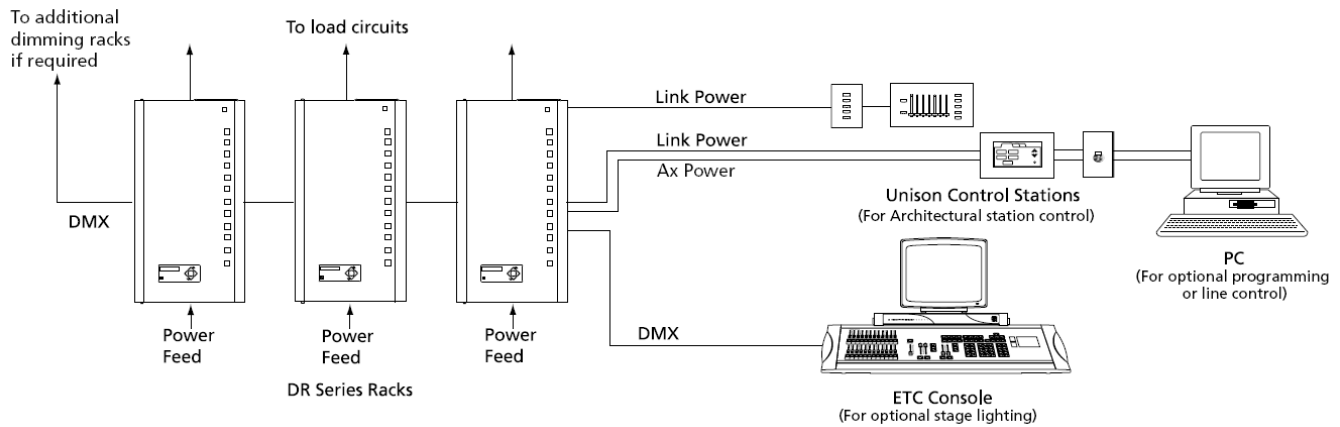 To additional
dimming racks
if required
To load circuits
Link Power
Link Power
Ax Power
Unison Control Stations
(For Architectural station control)
DMX
PC
(For optional programming
or line control)
Power
Feed
Power
Feed
Power
Feed
DMX
DR Series Racks
ETC Console
(For optional stage lighting)